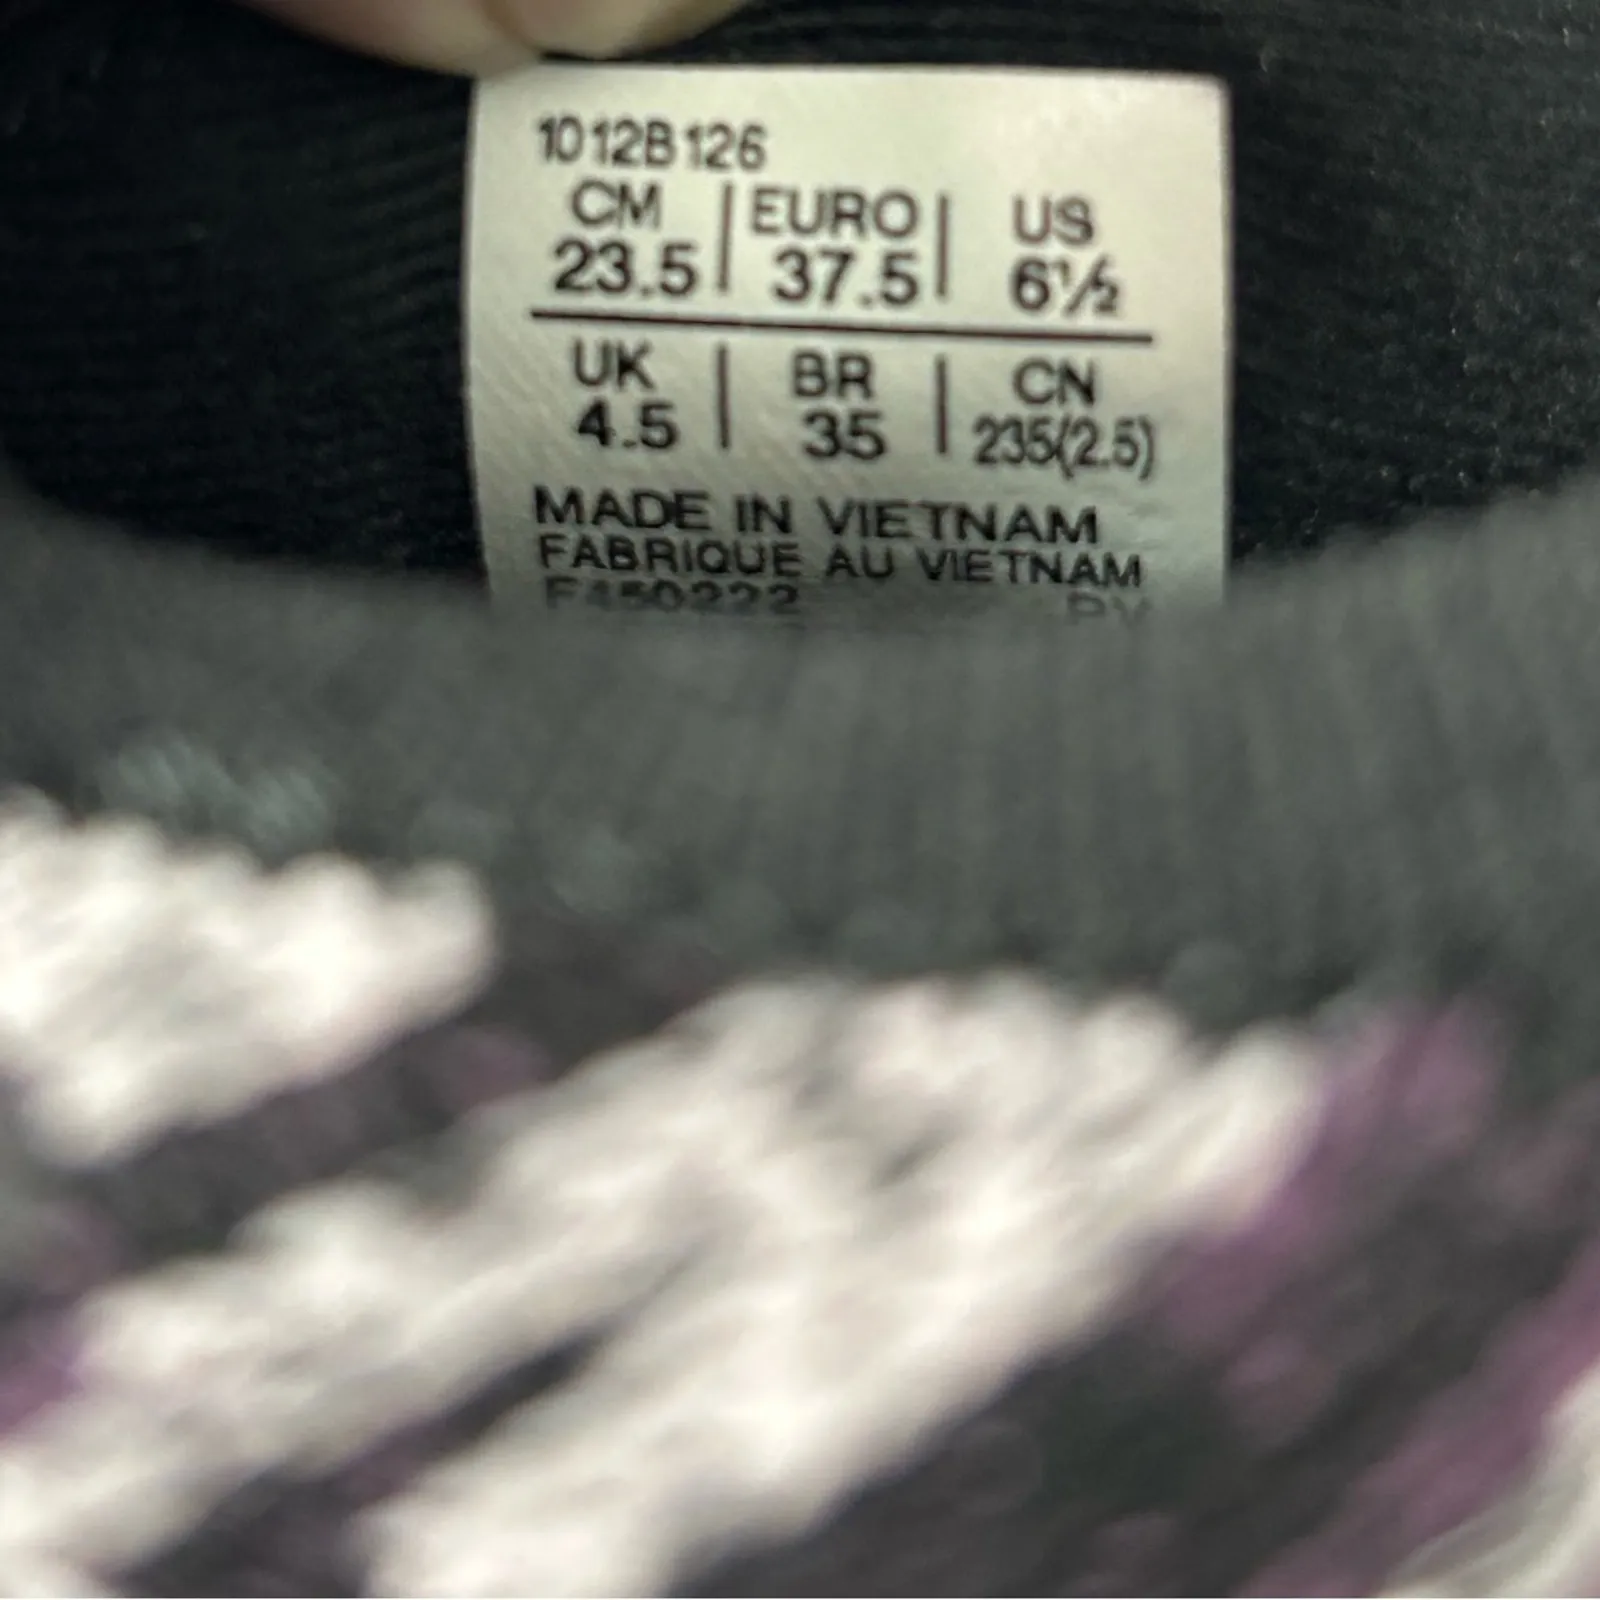 1012B126
CM | EURO | US
23.5 | 37.5 | 6½
UK | BR | CN
4.5 | 35 | 235(2.5)
MADE IN VIETNAM
FABRIQUE AU VIETNAM